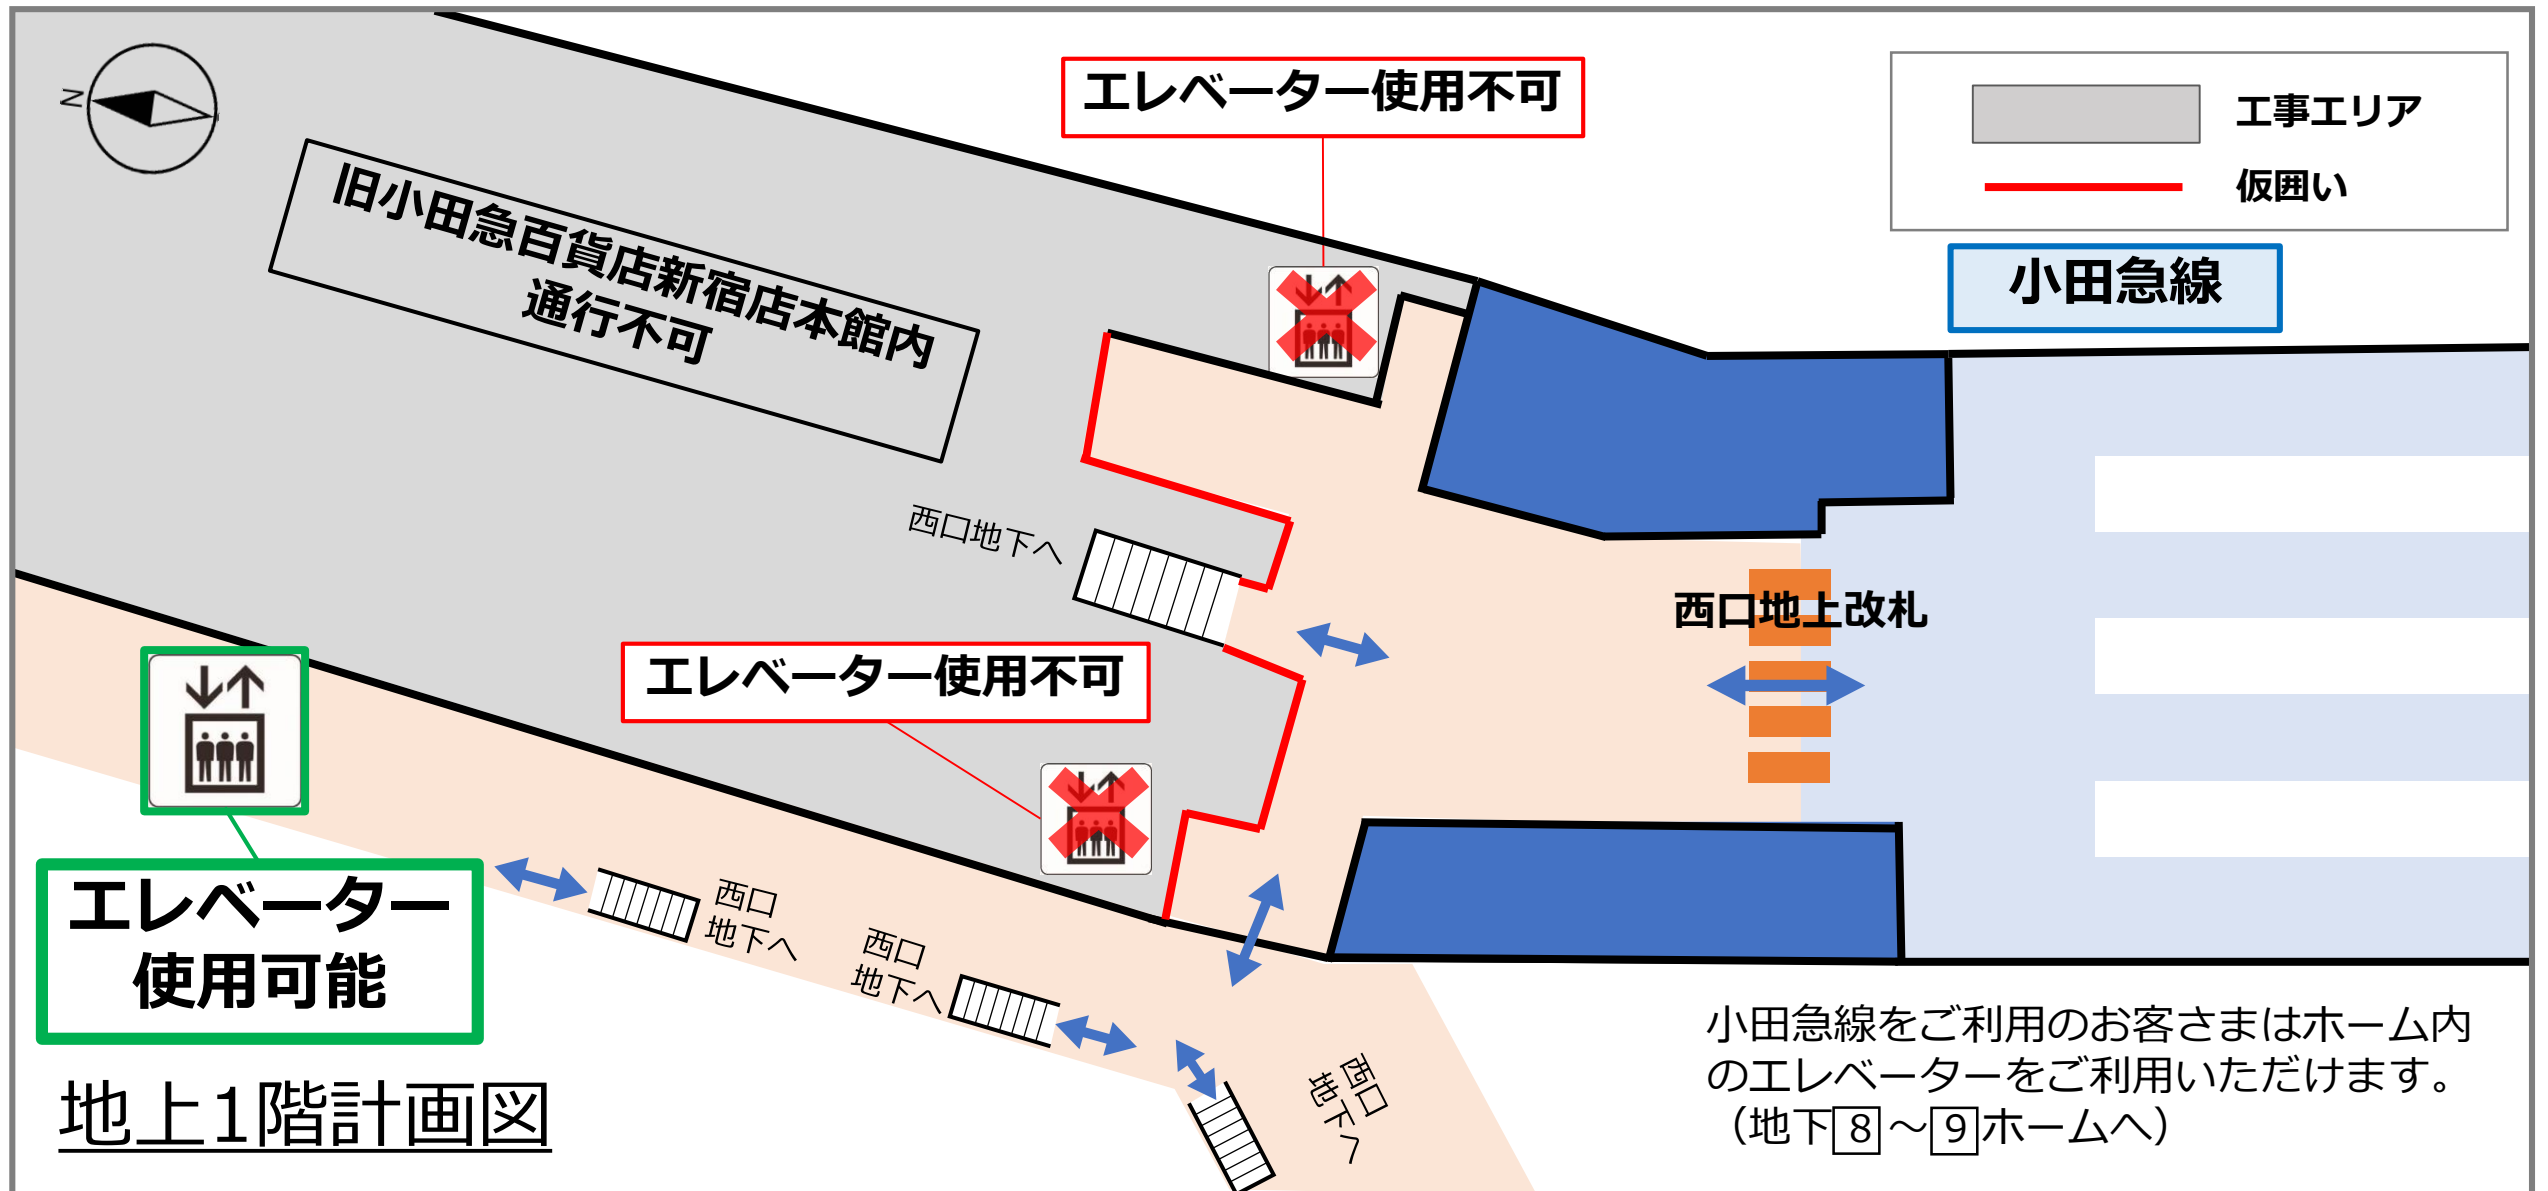 N
エレベーター使用不可
工事エリア
仮囲い
小田急線
旧小田急百貨店新宿店本館内
通行不可
西口地下へ
西口地上改札
エレベーター使用不可
エレベーター
使用可能
西口
地下へ
西口
地下へ
西口
地下へ
地上1階計画図
小田急線をご利用のお客さまはホーム内
のエレベーターをご利用いただけます。
（地下8～9ホームへ）